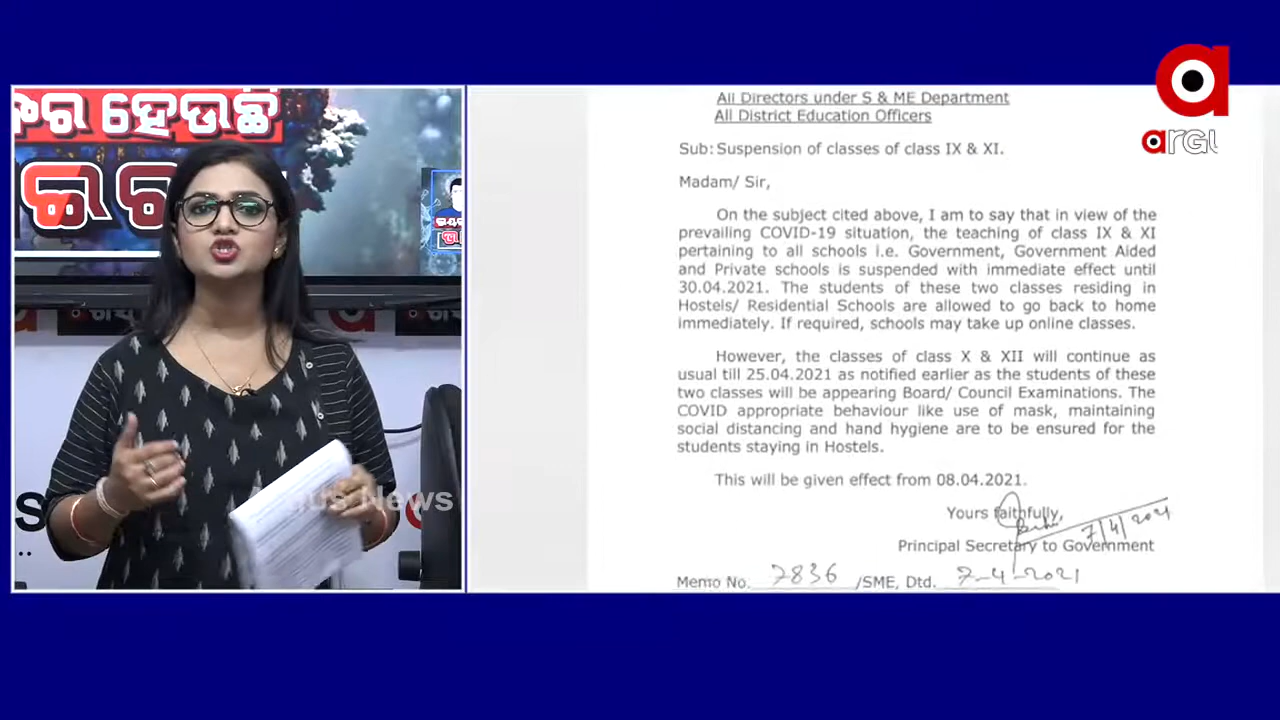 ହେଉଛି
All Directors under S & ME Department
All District Education Officers
Sub: Suspension of classes of class IX & XI.
Madam/ Sir,
On the subject cited above, I am to say that in view of the
prevailing COVID-19 situation, the teaching of class IX & XI
pertaining to all schools i.e. Government, Government Aided
and Private schools is suspended with immediate effect until
30.04.2021. The students of these two classes residing in
Hostels/ Residential Schools are allowed to go back to home
immediately. If required, schools may take up online classes.
However, the classes of class X & XII will continue as
usual till 25.04.2021 as notified earlier as the students of these
two classes will be appearing Board/ Council Examinations. The
COVID appropriate behaviour like use of mask, maintaining
social distancing and hand hygiene are to be ensured for the
students staying in Hostels.
This will be given effect from 08.04.2021.
Yours faithfully,
7/4/2021
Principal Secretary to Government
Memo No. 7836 /SME, Dtd. 7-4-2021
News